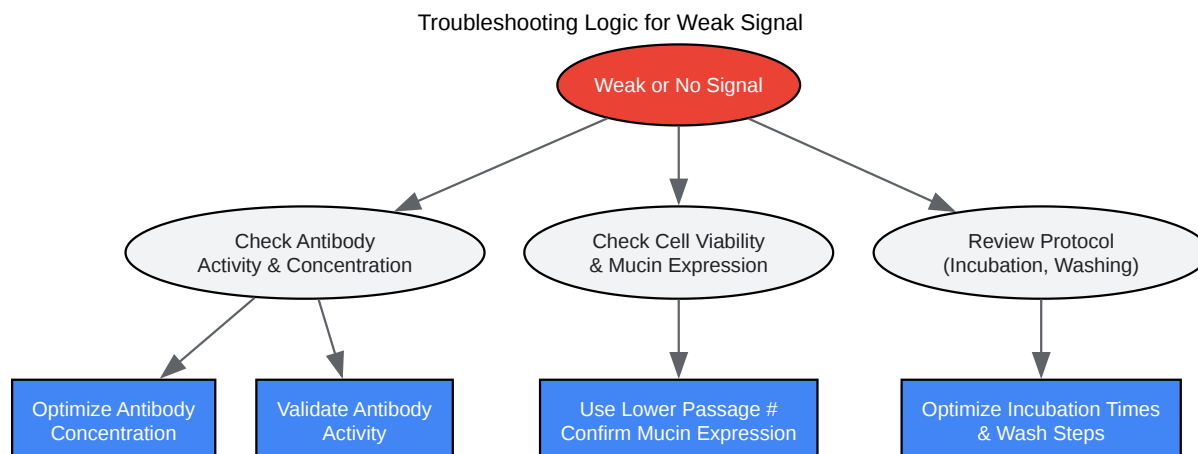 Troubleshooting Logic for Weak Signal
Weak or No Signal
Check Antibody
Activity & Concentration
Check Cell Viability
& Mucin Expression
Review Protocol
(Incubation, Washing)
Optimize Antibody
Concentration
Validate Antibody
Activity
Use Lower Passage #
Confirm Mucin Expression
Optimize Incubation Times
& Wash Steps